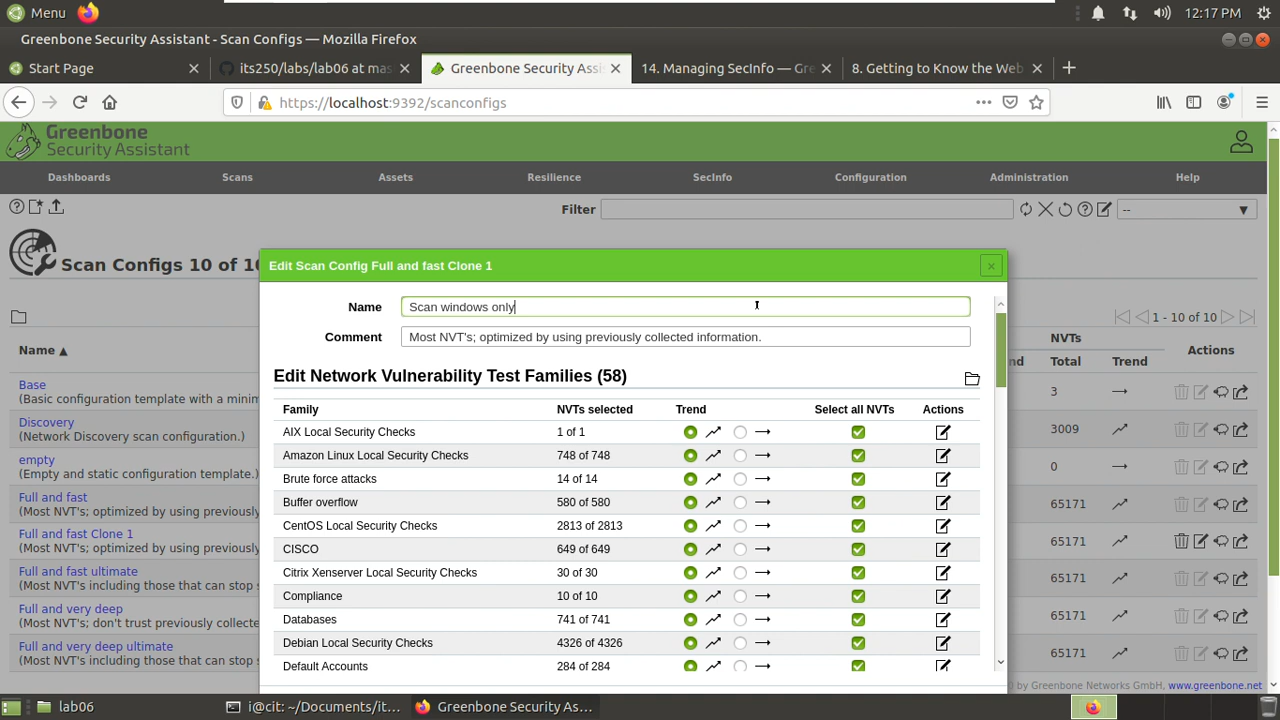 Menu 12:17 PM
Greenbone Security Assistant - Scan Configs — Mozilla Firefox
Start Page its250/labs/lab06 at mas Greenbone Security Assis 14. Managing SecInfo — Gre 8. Getting to Know the Web
https://localhost:9392/scanconfigs
Greenbone
Security Assistant
Dashboards Scans Assets Resilience SecInfo Configuration Administration Help
Filter --
Scan Configs 10 of 10
Edit Scan Config Full and fast Clone 1
Name Scan windows only
Comment Most NVT's; optimized by using previously collected information.
1 - 10 of 10
Name ▲ NVTs
Total Trend Actions
Edit Network Vulnerability Test Families (58)
Family NVTs selected Trend Select all NVTs Actions
AIX Local Security Checks 1 of 1
Amazon Linux Local Security Checks 748 of 748
Brute force attacks 14 of 14
Buffer overflow 580 of 580
CentOS Local Security Checks 2813 of 2813
CISCO 649 of 649
Citrix Xenserver Local Security Checks 30 of 30
Compliance 10 of 10
Databases 741 of 741
Debian Local Security Checks 4326 of 4326
Default Accounts 284 of 284
Base 3
(Basic configuration template with a minim
Discovery 3009
(Network Discovery scan configuration.)
empty 0
(Empty and static configuration template.)
Full and fast 65171
(Most NVT's; optimized by using previously
Full and fast Clone 1 65171
(Most NVT's; optimized by using previously
Full and fast ultimate 65171
(Most NVT's including those that can stop s
Full and very deep 65171
(Most NVT's; don't trust previously collecte
Full and very deep ultimate 65171
(Most NVT's including those that can stop s
by Greenbone Networks GmbH, www.greenbone.net
lab06 i@cit: ~/Documents/it... Greenbone Security As...